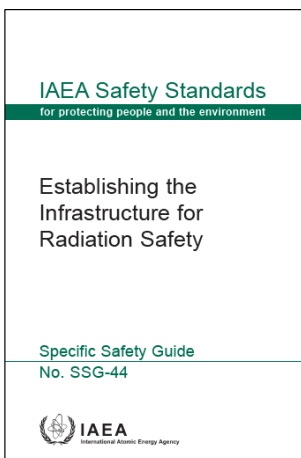 IAEA Safety Standards
for protecting people and the environment
Establishing the
Infrastructure for
Radiation Safety
Specific Safety Guide
No. SSG-44
IAEA
International Atomic Energy Agency